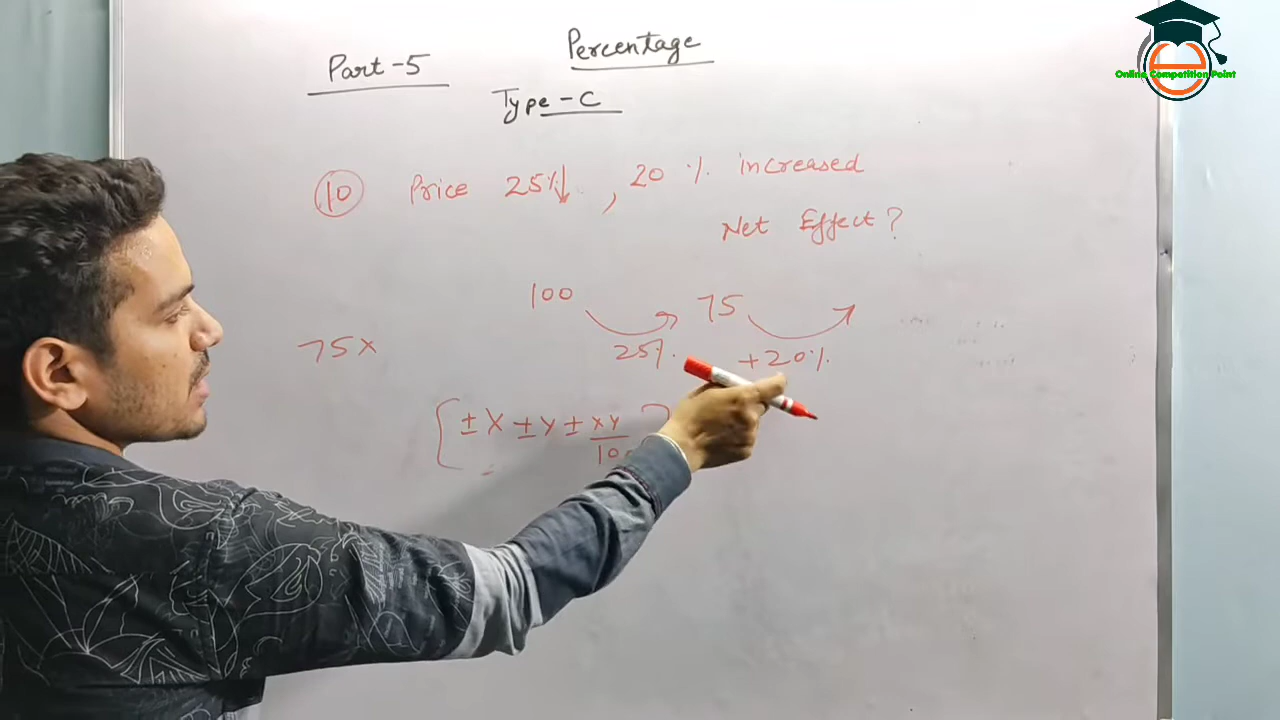 Percentage
Part-5
Type-C
Online Competition Point
10 Price 25%↓, 20% increased
Net Effect?
100 75
25% +20%
75x
±X ±Y ± XY